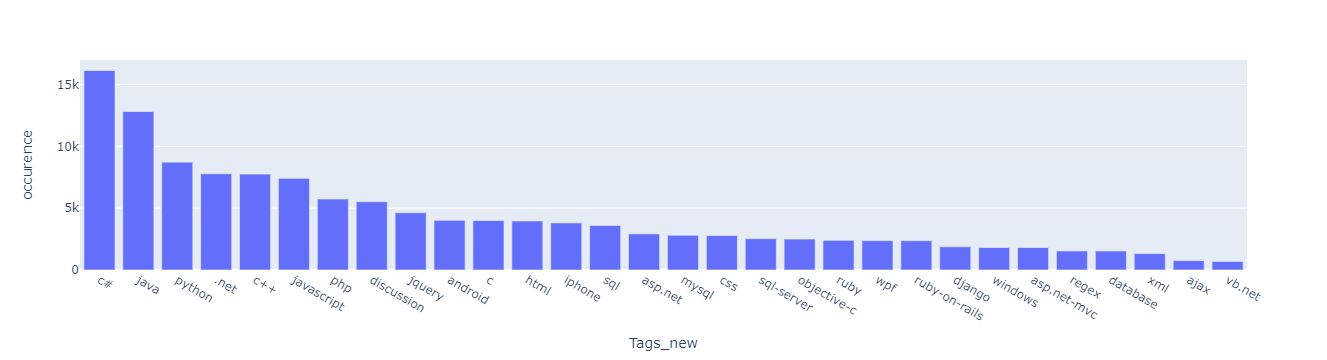 15k
10k
5k
0
occurence
c#
java
python
.net
c++
javascript
php
discussion
jquery
android
c
html
iphone
sql
asp.net
mysql
css
sql-server
objective-c
ruby
wpf
ruby-on-rails
django
windows
asp.net-mvc
regex
database
xml
ajax
vb.net
Tags_new